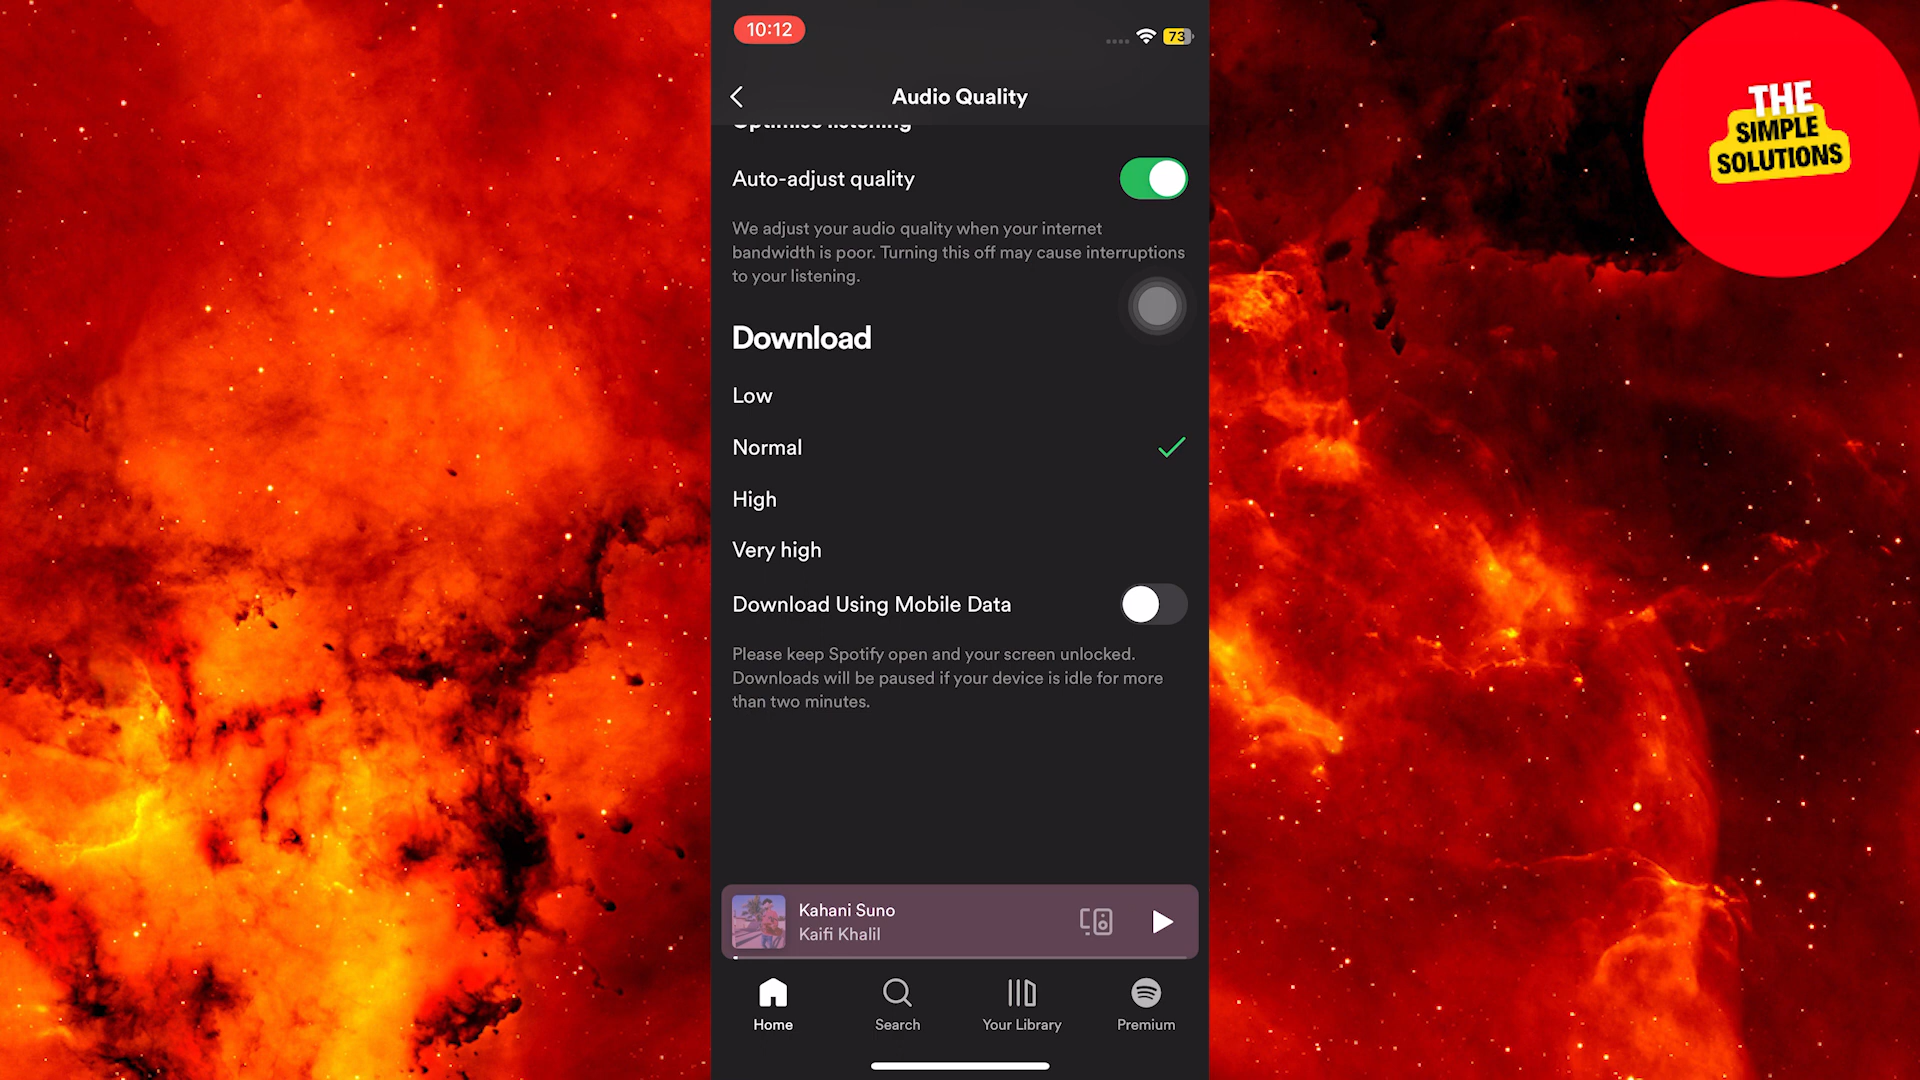 10:12
73
Audio Quality
Optimise listening
Auto-adjust quality
We adjust your audio quality when your internet
bandwidth is poor. Turning this off may cause interruptions
to your listening.
Download
Low
Normal
High
Very high
Download Using Mobile Data
Please keep Spotify open and your screen unlocked.
Downloads will be paused if your device is idle for more
than two minutes.
Kahani Suno
Kaifi Khalil
Home
Search
Your Library
Premium
THE
SIMPLE
SOLUTIONS